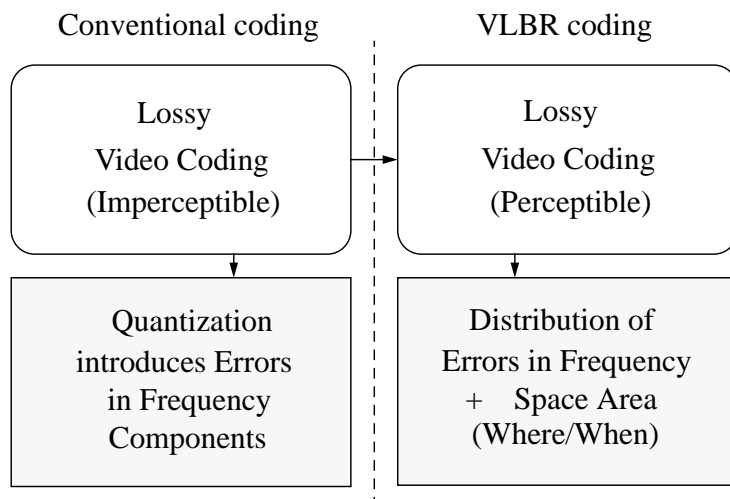 Conventional coding
VLBR coding
Lossy
Video Coding
(Imperceptible)
Lossy
Video Coding
(Perceptible)
Quantization
introduces Errors
in Frequency
Components
Distribution of
Errors in Frequency
+ Space Area
(Where/When)